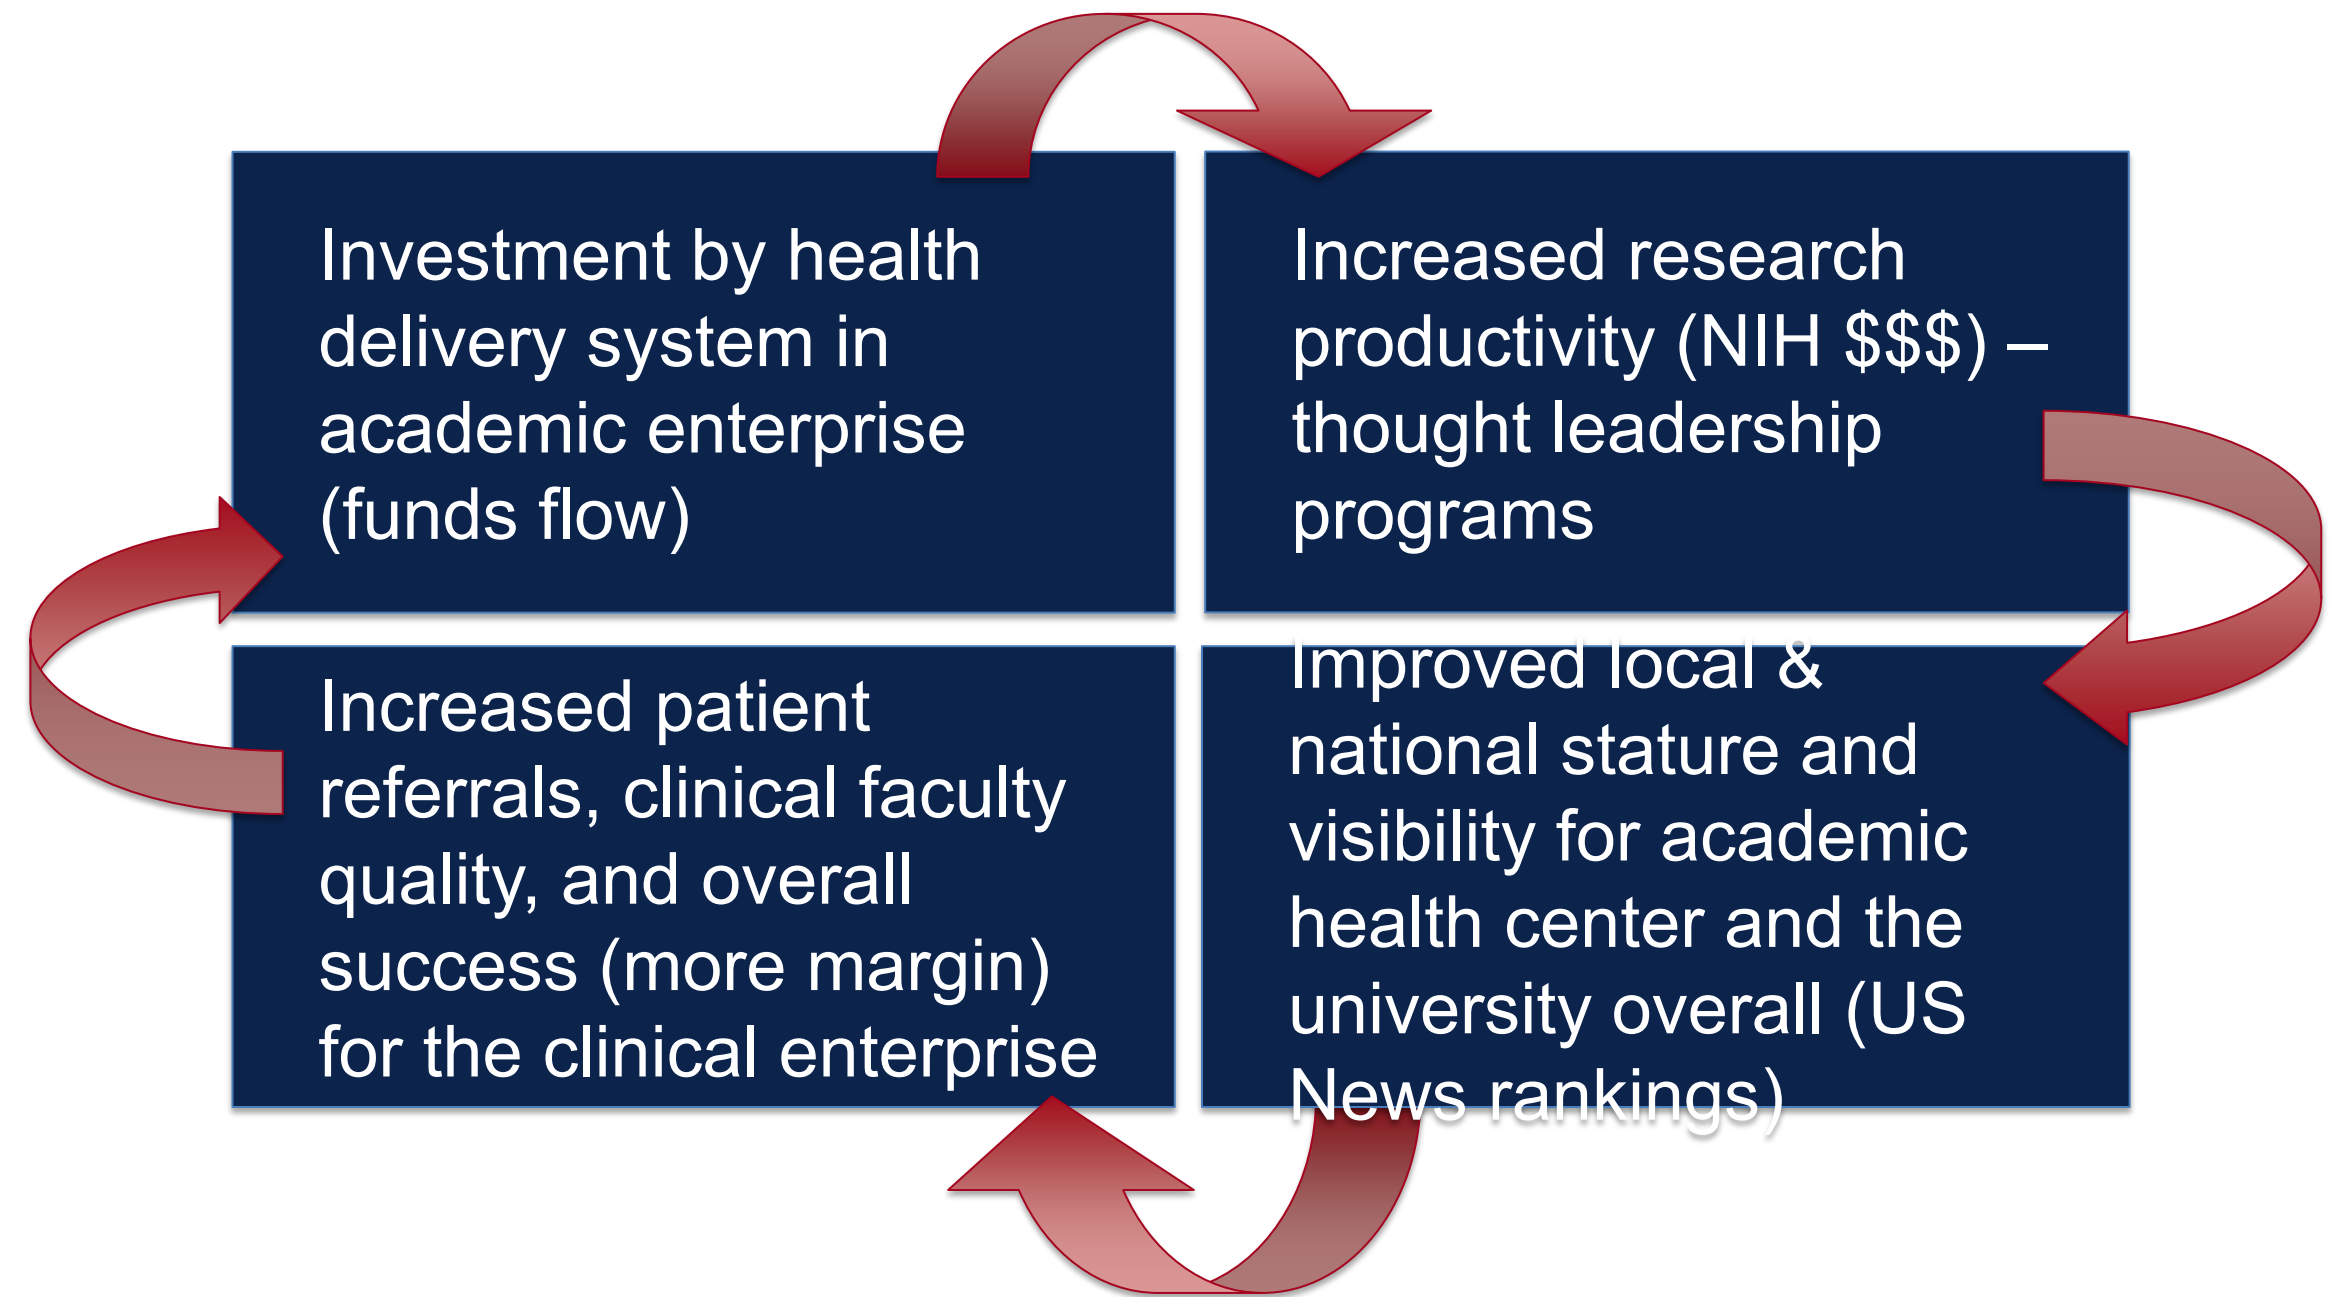 Investment by health
delivery system in
academic enterprise
(funds flow)
Increased research
productivity (NIH $$$) –
thought leadership
programs
Increased patient
referrals, clinical faculty
quality, and overall
success (more margin)
for the clinical enterprise
Improved local &
national stature and
visibility for academic
health center and the
university overall (US
News rankings)